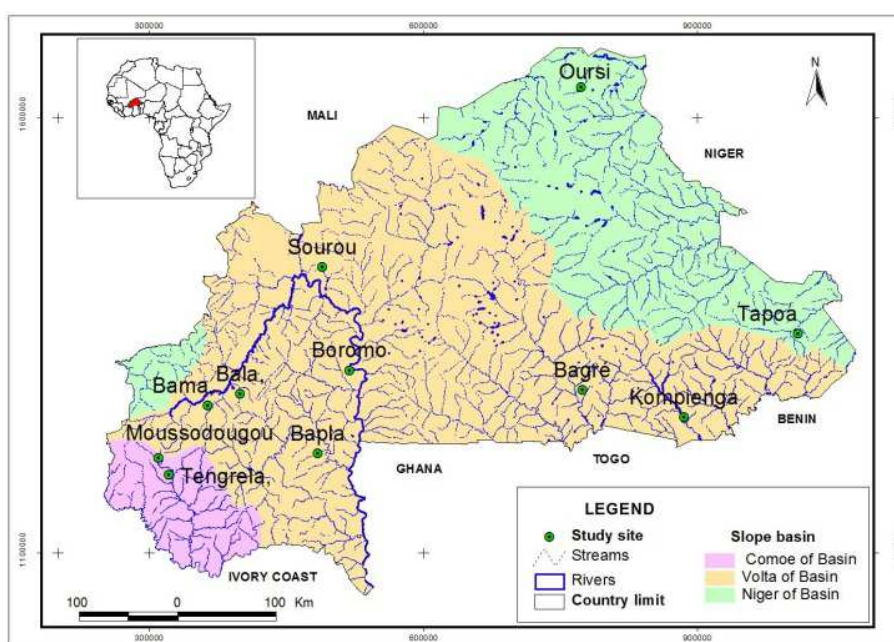 300000 600000 900000
N
Oursi
1600000
MALI
NIGER
Sourou
Tapoa
Boromo
Bama Bala,
Bagré
Kompienga
Moussodougou
Bapla
BENIN
Tengrela,
GHANA
TOGO
LEGEND
Study site
Streams
Rivers
Country limit
Slope basin
Comoe of Basin
Volta of Basin
Niger of Basin
1100000
IVORY COAST
100 0 100 Km
300000 600000 900000